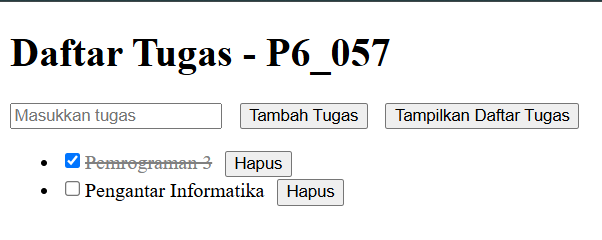 Daftar Tugas - P6_057
Masukkan tugas Tambah Tugas Tampilkan Daftar Tugas
Pemrograman 3 Hapus
Pengantar Informatika Hapus